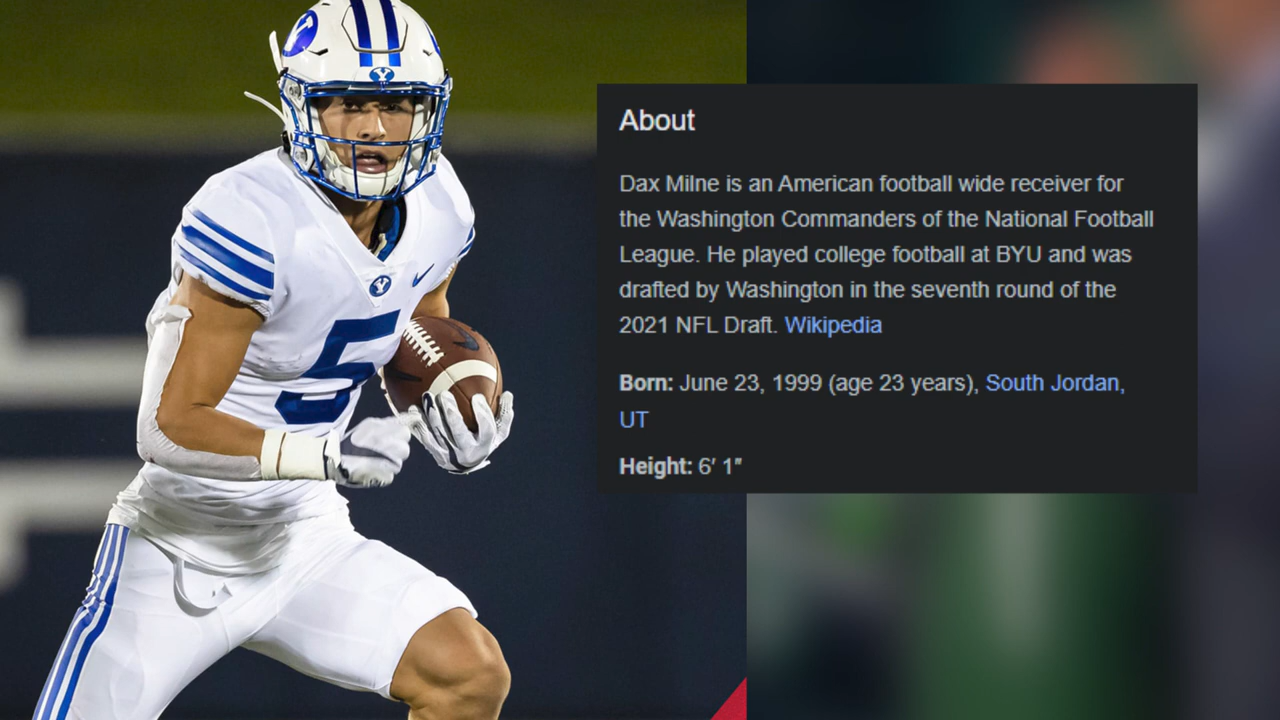 Y
5
About
Dax Milne is an American football wide receiver for
the Washington Commanders of the National Football
League. He played college football at BYU and was
drafted by Washington in the seventh round of the
2021 NFL Draft. Wikipedia
Born: June 23, 1999 (age 23 years), South Jordan,
UT
Height: 6′ 1″